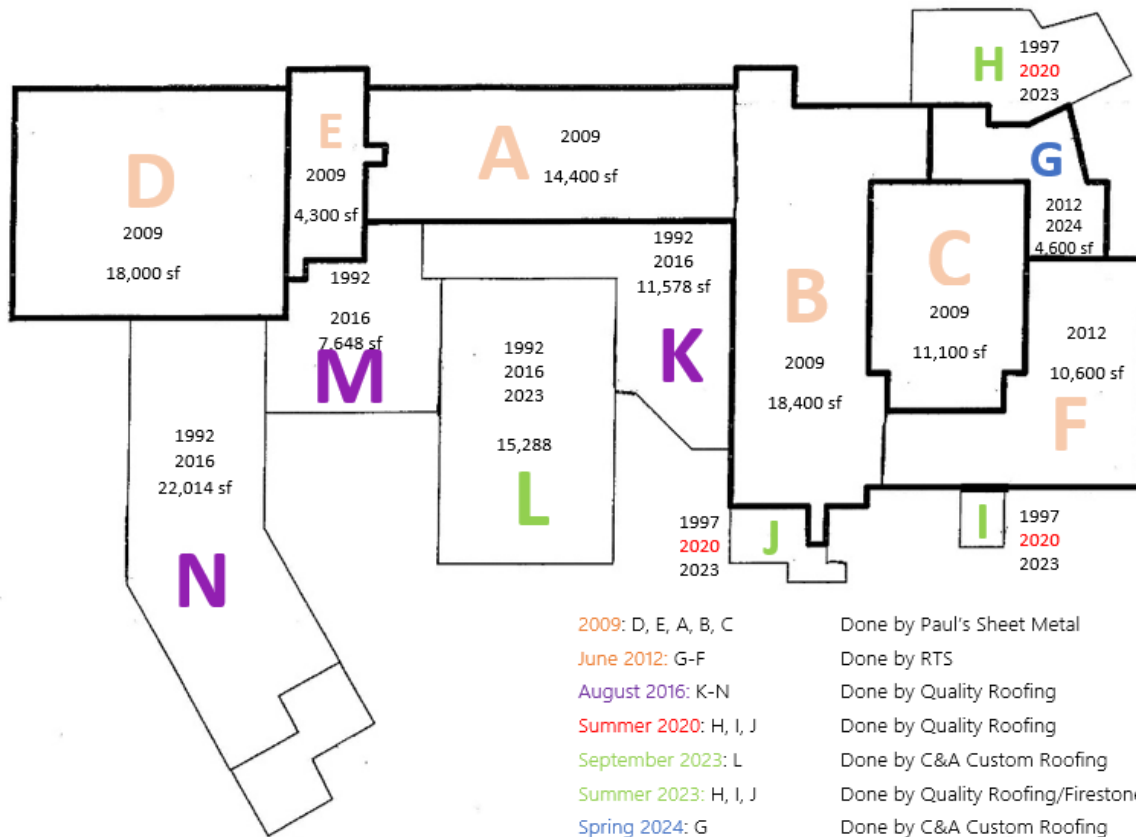 H
1997
2020
2023
E
2009
4,300 sf
A
2009
14,400 sf
D
2009
18,000 sf
G
2012
2024
4,600 sf
1992
2016
11,578 sf
C
2009
11,100 sf
B
2009
18,400 sf
2012
10,600 sf
F
1992
2016
7,648 sf
M
1992
2016
2023
15,288
L
K
1992
2016
22,014 sf
N
1997
2020
2023
J
I
1997
2020
2023
2009: D, E, A, B, C Done by Paul's Sheet Metal
June 2012: G-F Done by RTS
August 2016: K-N Done by Quality Roofing
Summer 2020: H, I, J Done by Quality Roofing
September 2023: L Done by C&A Custom Roofing
Summer 2023: H, I, J Done by Quality Roofing/Firestone
Spring 2024: G Done by C&A Custom Roofing